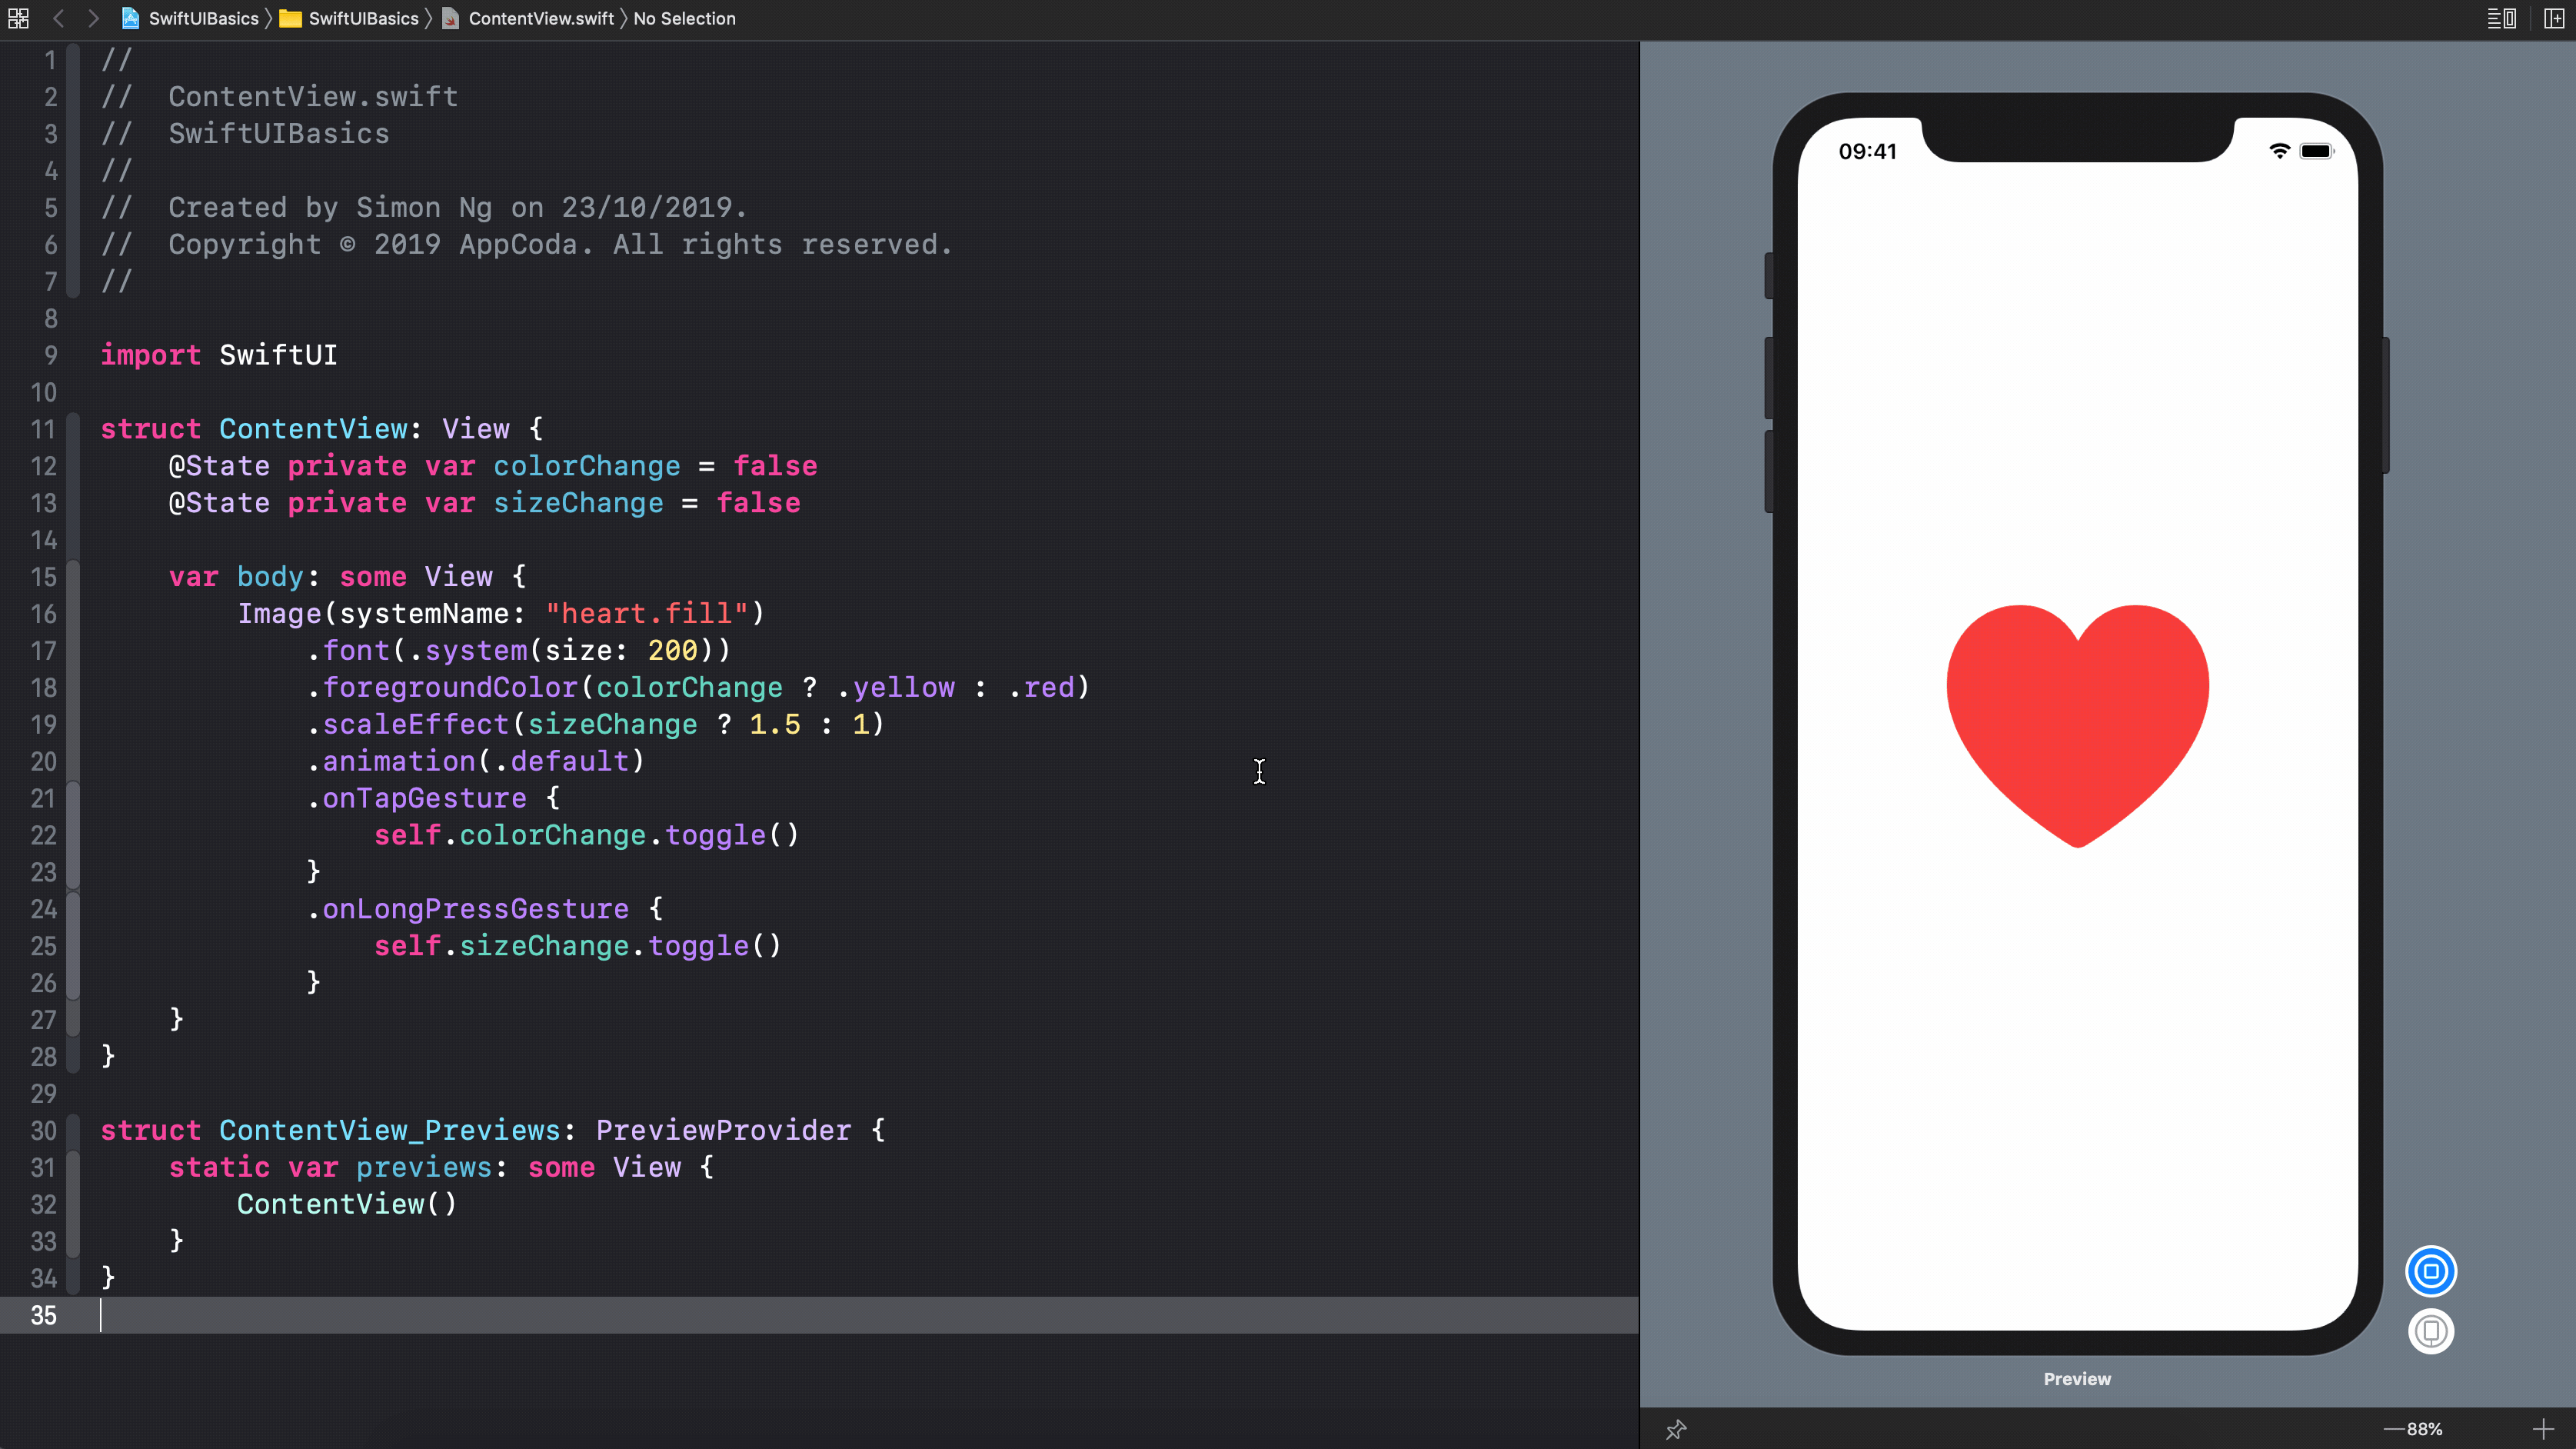 SwiftUIBasics 〉 SwiftUIBasics 〉 ContentView.swift 〉 No Selection
1 //
2 //  ContentView.swift
3 //  SwiftUIBasics
4 //
5 //  Created by Simon Ng on 23/10/2019.
6 //  Copyright © 2019 AppCoda. All rights reserved.
7 //
8
9 import SwiftUI
10
11 struct ContentView: View {
12     @State private var colorChange = false
13     @State private var sizeChange = false
14
15     var body: some View {
16         Image(systemName: "heart.fill")
17             .font(.system(size: 200))
18             .foregroundColor(colorChange ? .yellow : .red)
19             .scaleEffect(sizeChange ? 1.5 : 1)
20             .animation(.default)
21             .onTapGesture {
22                 self.colorChange.toggle()
23             }
24             .onLongPressGesture {
25                 self.sizeChange.toggle()
26             }
27     }
28 }
29
30 struct ContentView_Previews: PreviewProvider {
31     static var previews: some View {
32         ContentView()
33     }
34 }
35
09:41
Preview
88%